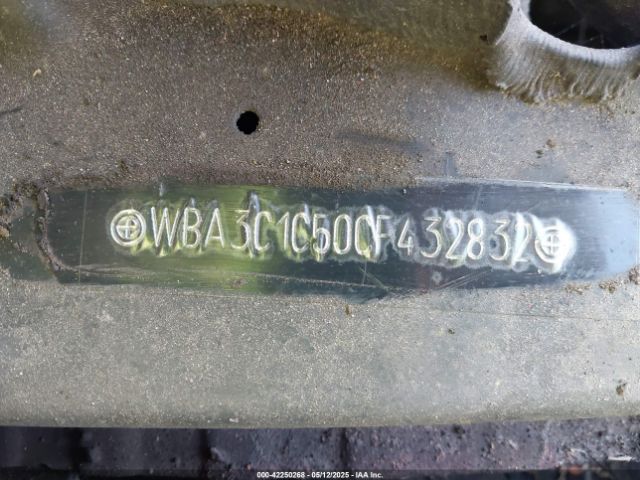 ⊕WBA3C1C50CF432832⊕
000-42250268 - 05/12/2025 - IAA Inc.